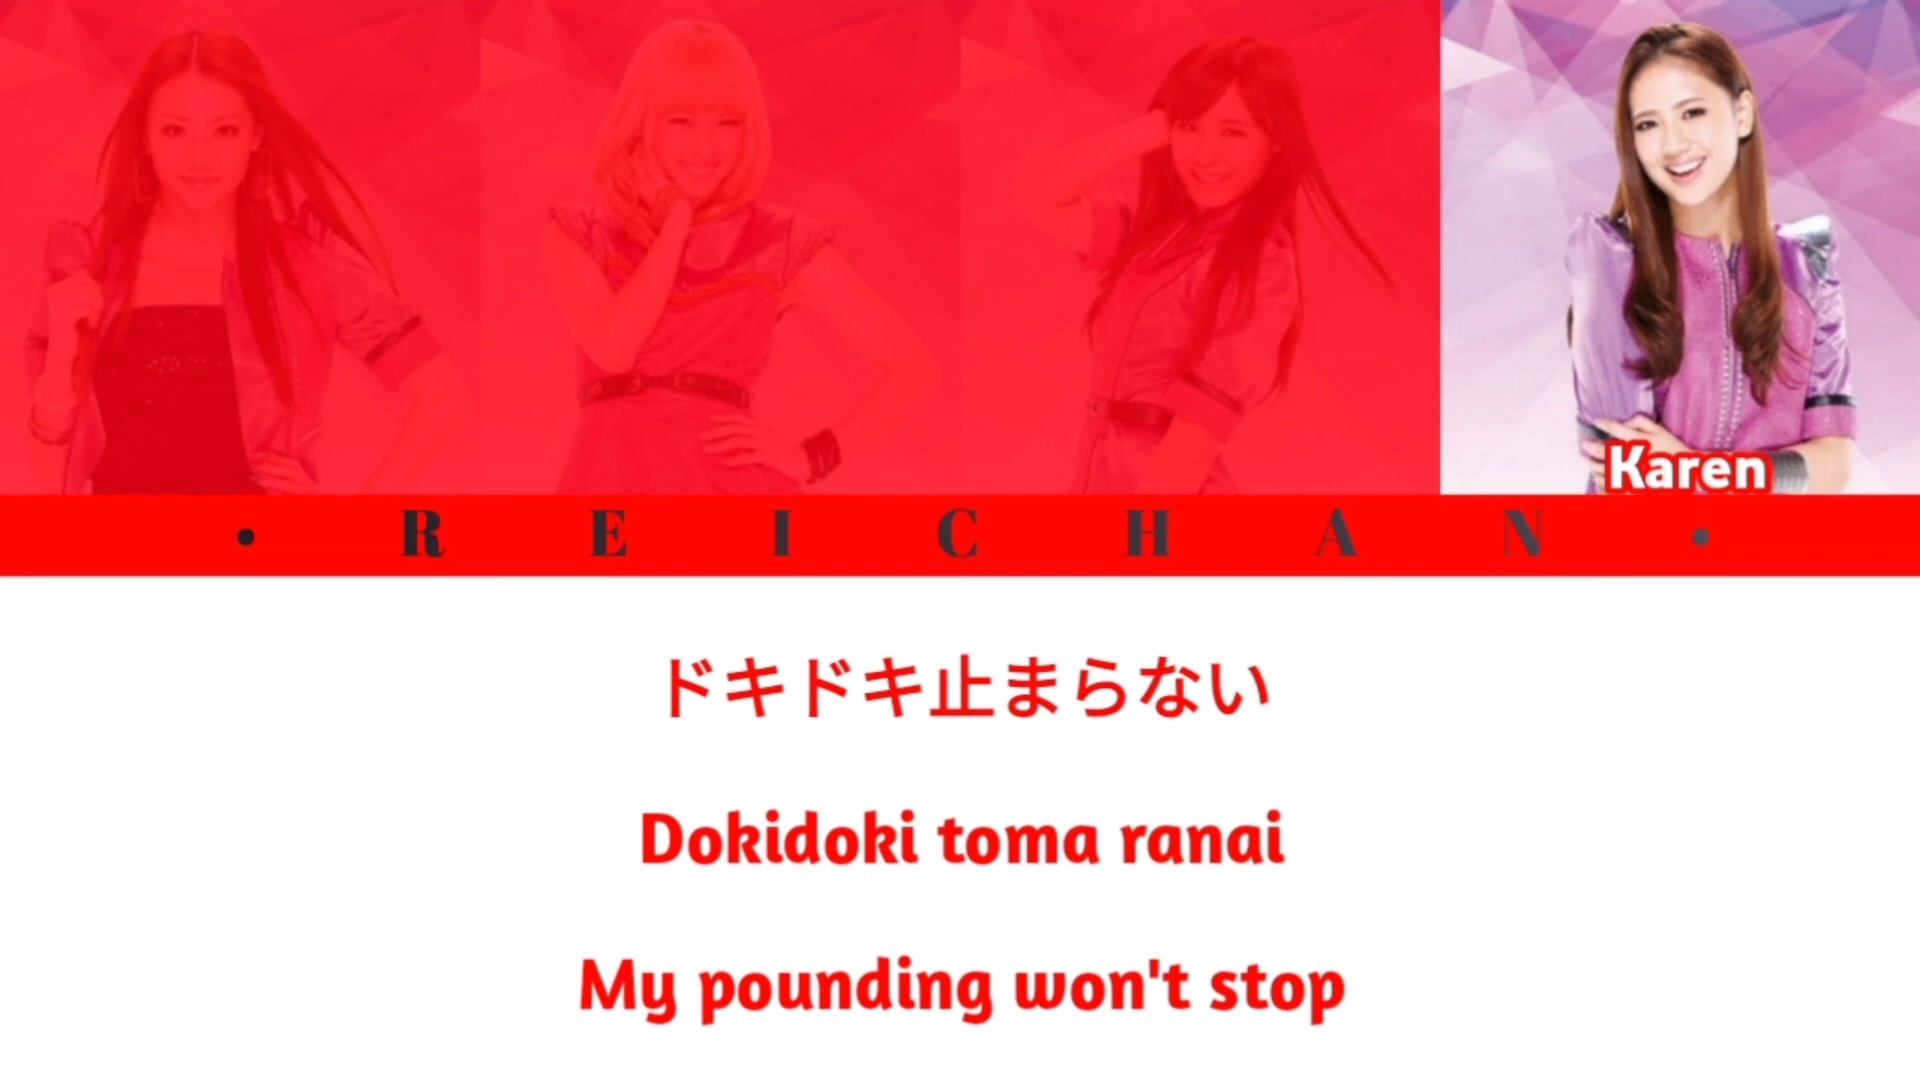 Karen
• R E I C H A N •
ドキドキ止まらない
Dokidoki toma ranai
My pounding won't stop